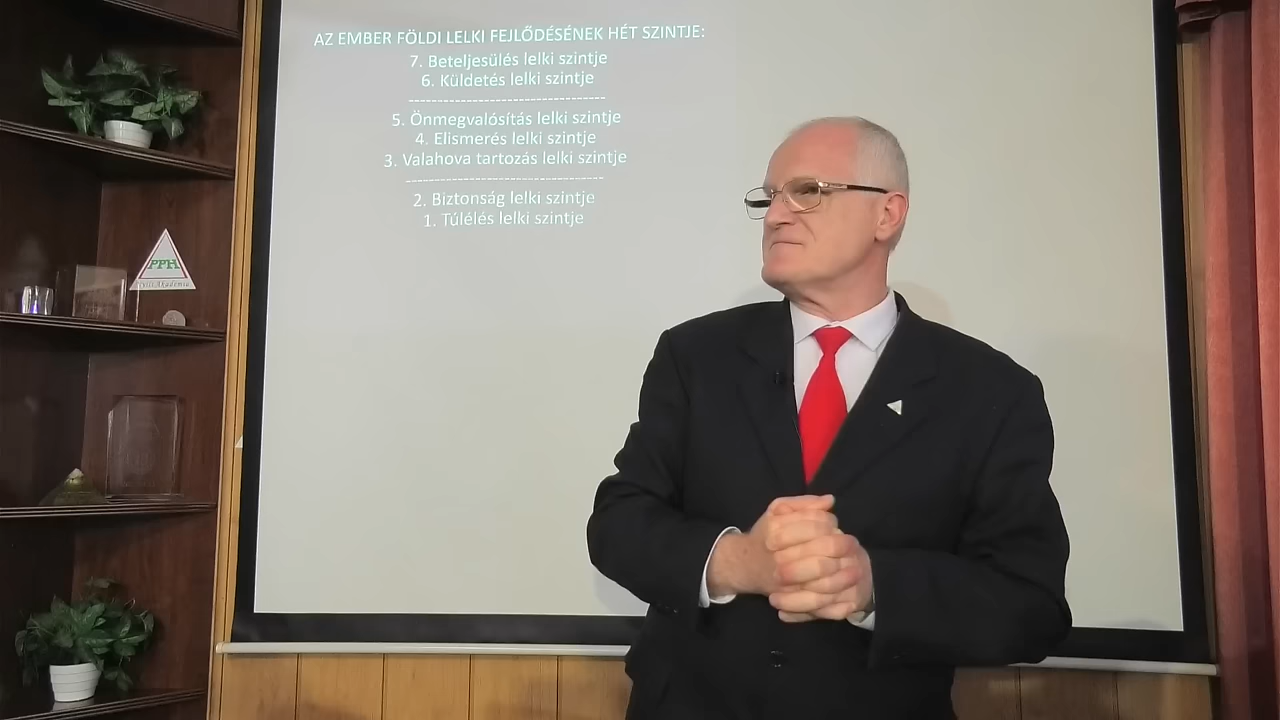 AZ EMBER FÖLDI LELKI FEJLŐDÉSÉNEK HÉT SZINTJE:
7. Beteljesülés lelki szintje
6. Küldetés lelki szintje
5. Önmegvalósítás lelki szintje
4. Elismerés lelki szintje
3. Valahova tartozás lelki szintje
2. Biztonság lelki szintje
1. Túlélés lelki szintje
PPH
Akadémia